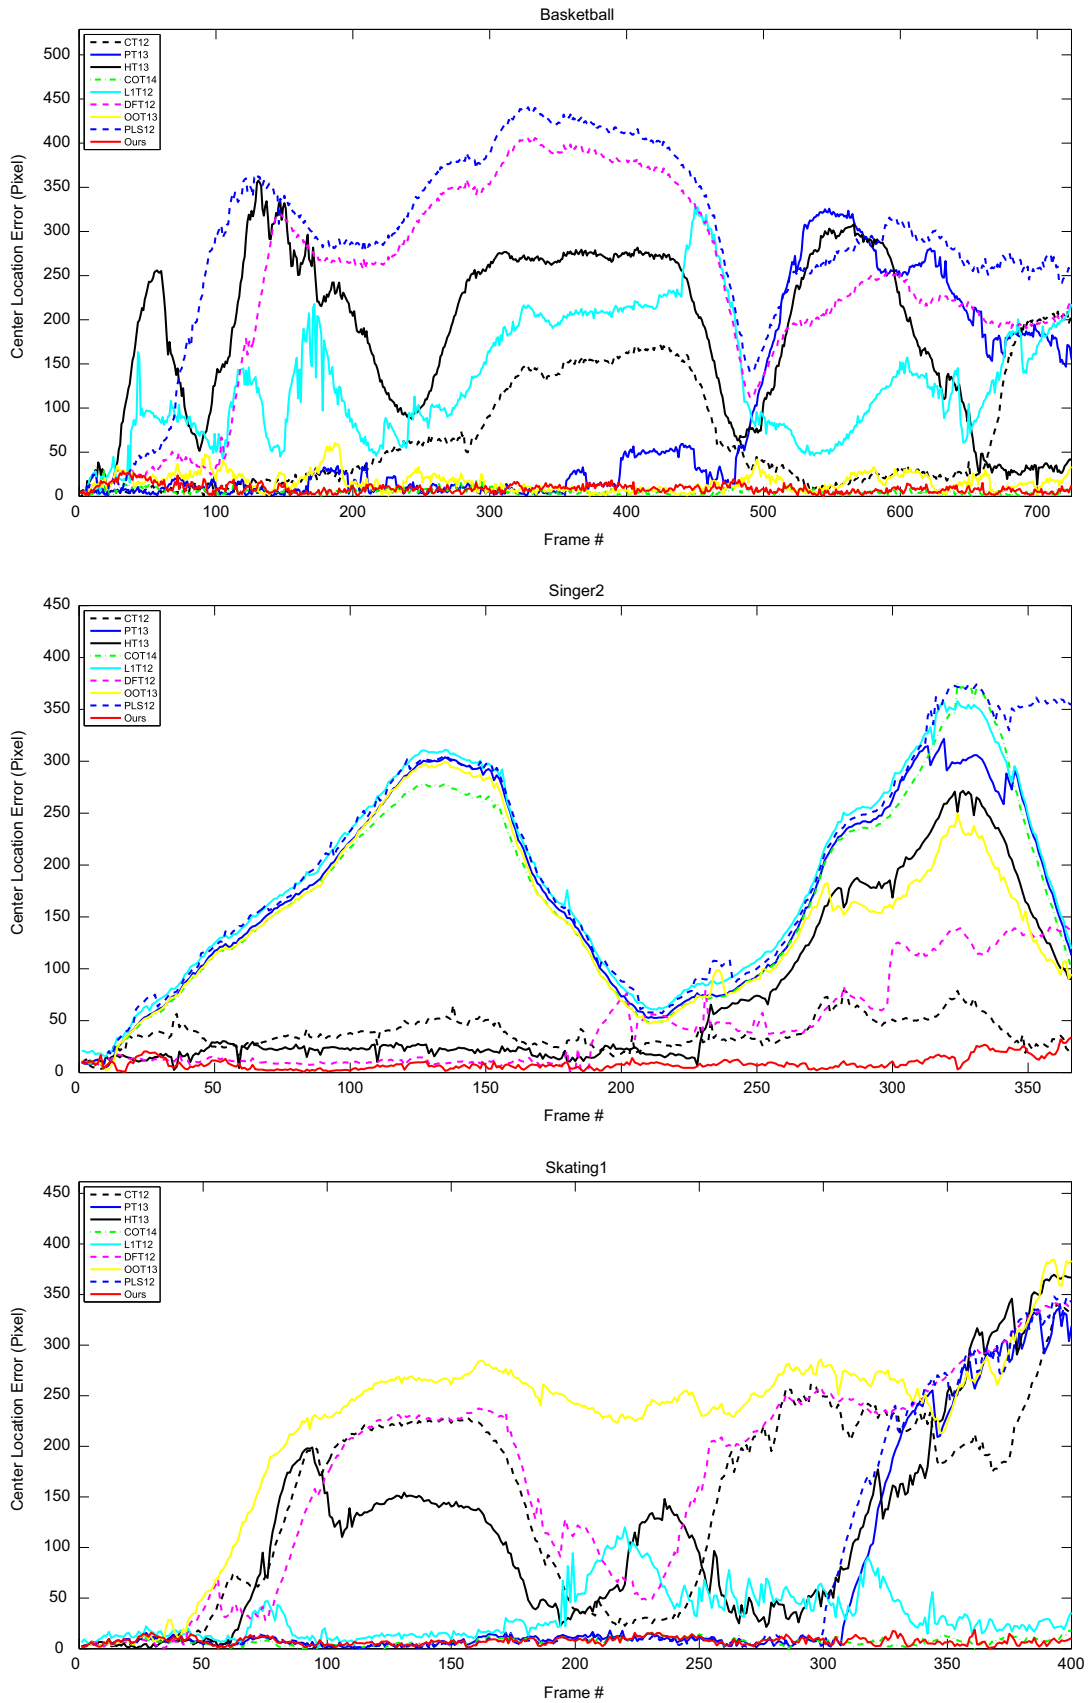 Basketball
500
450
400
350
300
250
200
150
100
50
0
Center Location Error (Pixel)
CT12
PT13
HT13
COT14
L1T12
DFT12
OOT13
PLS12
Ours
0 100 200 300 400 500 600 700
Frame #
Singer2
450
400
350
300
250
200
150
100
50
0
Center Location Error (Pixel)
CT12
PT13
HT13
COT14
L1T12
DFT12
OOT13
PLS12
Ours
0 50 100 150 200 250 300 350
Frame #
Skating1
450
400
350
300
250
200
150
100
50
0
Center Location Error (Pixel)
CT12
PT13
HT13
COT14
L1T12
DFT12
OOT13
PLS12
Ours
0 50 100 150 200 250 300 350 400
Frame #